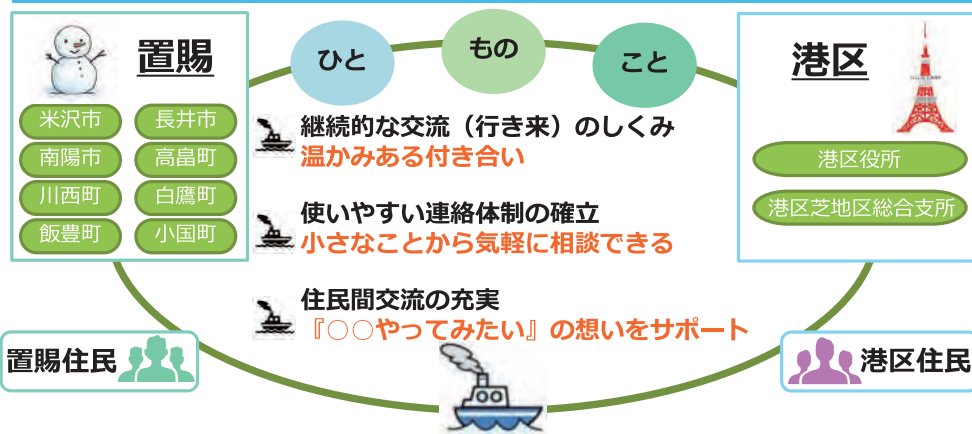 置賜
米沢市
長井市
南陽市
高畠町
川西町
白鷹町
飯豊町
小国町
ひと
もの
こと
継続的な交流（行き来）のしくみ
温かみある付き合い
使いやすい連絡体制の確立
小さなことから気軽に相談できる
住民間交流の充実
『○○やってみたい』の想いをサポート
港区
港区役所
港区芝地区総合支所
置賜住民
港区住民